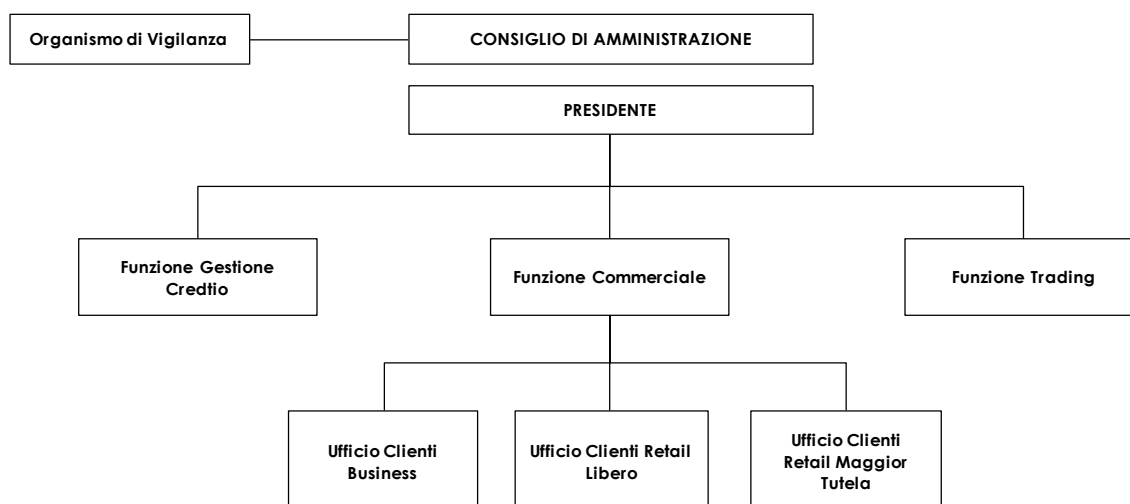 Organismo di Vigilanza
CONSIGLIO DI AMMINISTRAZIONE
PRESIDENTE
Funzione Gestione
Credtio
Funzione Commerciale
Funzione Trading
Ufficio Clienti
Business
Ufficio Clienti Retail
Libero
Ufficio Clienti
Retail Maggior
Tutela